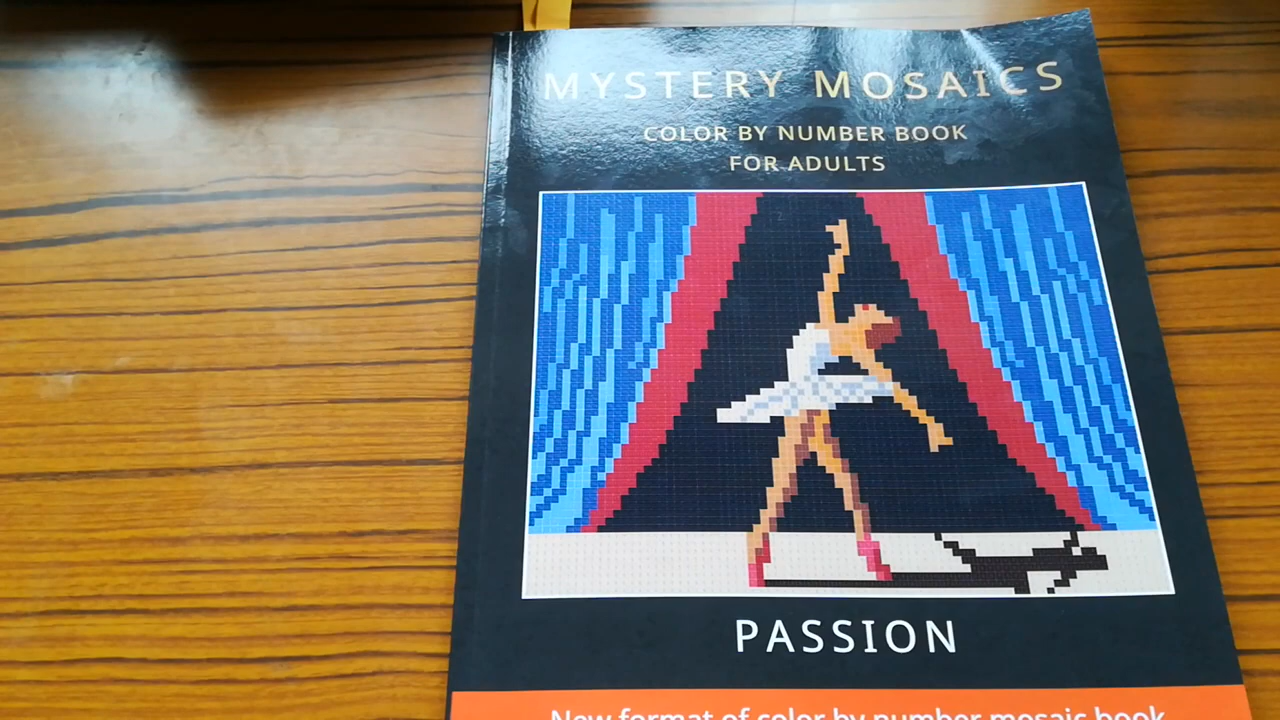 MYSTERY MOSAICS
COLOR BY NUMBER BOOK
FOR ADULTS
PASSION
New format of color by number mosaic book